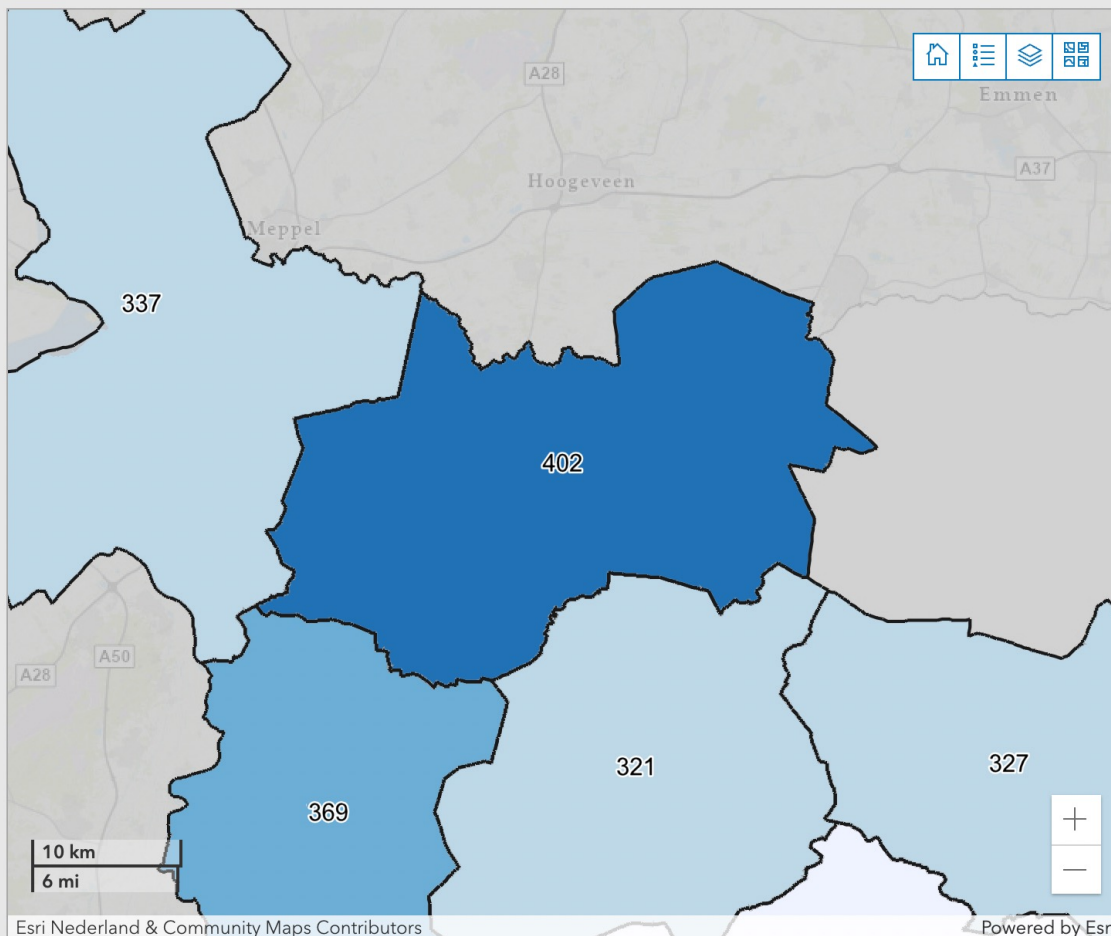 A28
Emmen
A37
Hoogeveen
Meppel
337
402
A50
A28
321
327
369
10 km
6 mi
+
−
Esri Nederland & Community Maps Contributors
Powered by Esr